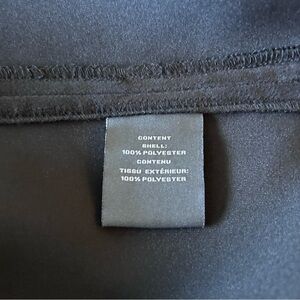 CONTENT
SHELL:
100% POLYESTER
CONTENU
TISSU EXTÉRIEUR:
100% POLYESTER